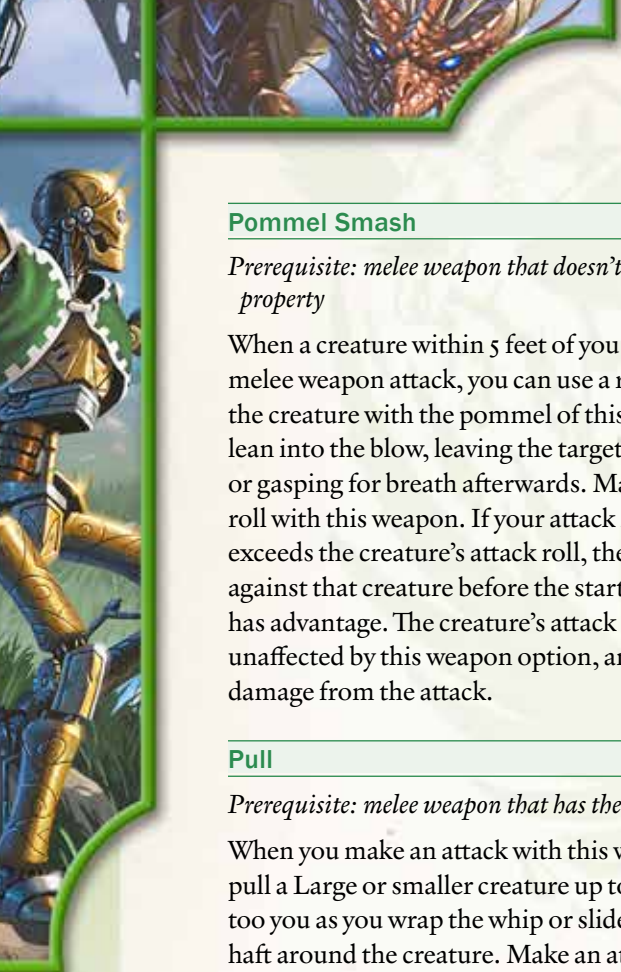 Pommel Smash
Prerequisite: melee weapon that doesn't
property
When a creature within 5 feet of you
melee weapon attack, you can use a
the creature with the pommel of this
lean into the blow, leaving the target
or gasping for breath afterwards.
roll with this weapon. If your attack
exceeds the creature's attack roll,
against that creature before the start
has advantage. The creature's attack
unaffected by this weapon option,
damage from the attack.
Pull
Prerequisite: melee weapon that has the
When you make an attack with this
pull a Large or smaller creature up
too you as you wrap the whip or slide
haft around the creature. Make an